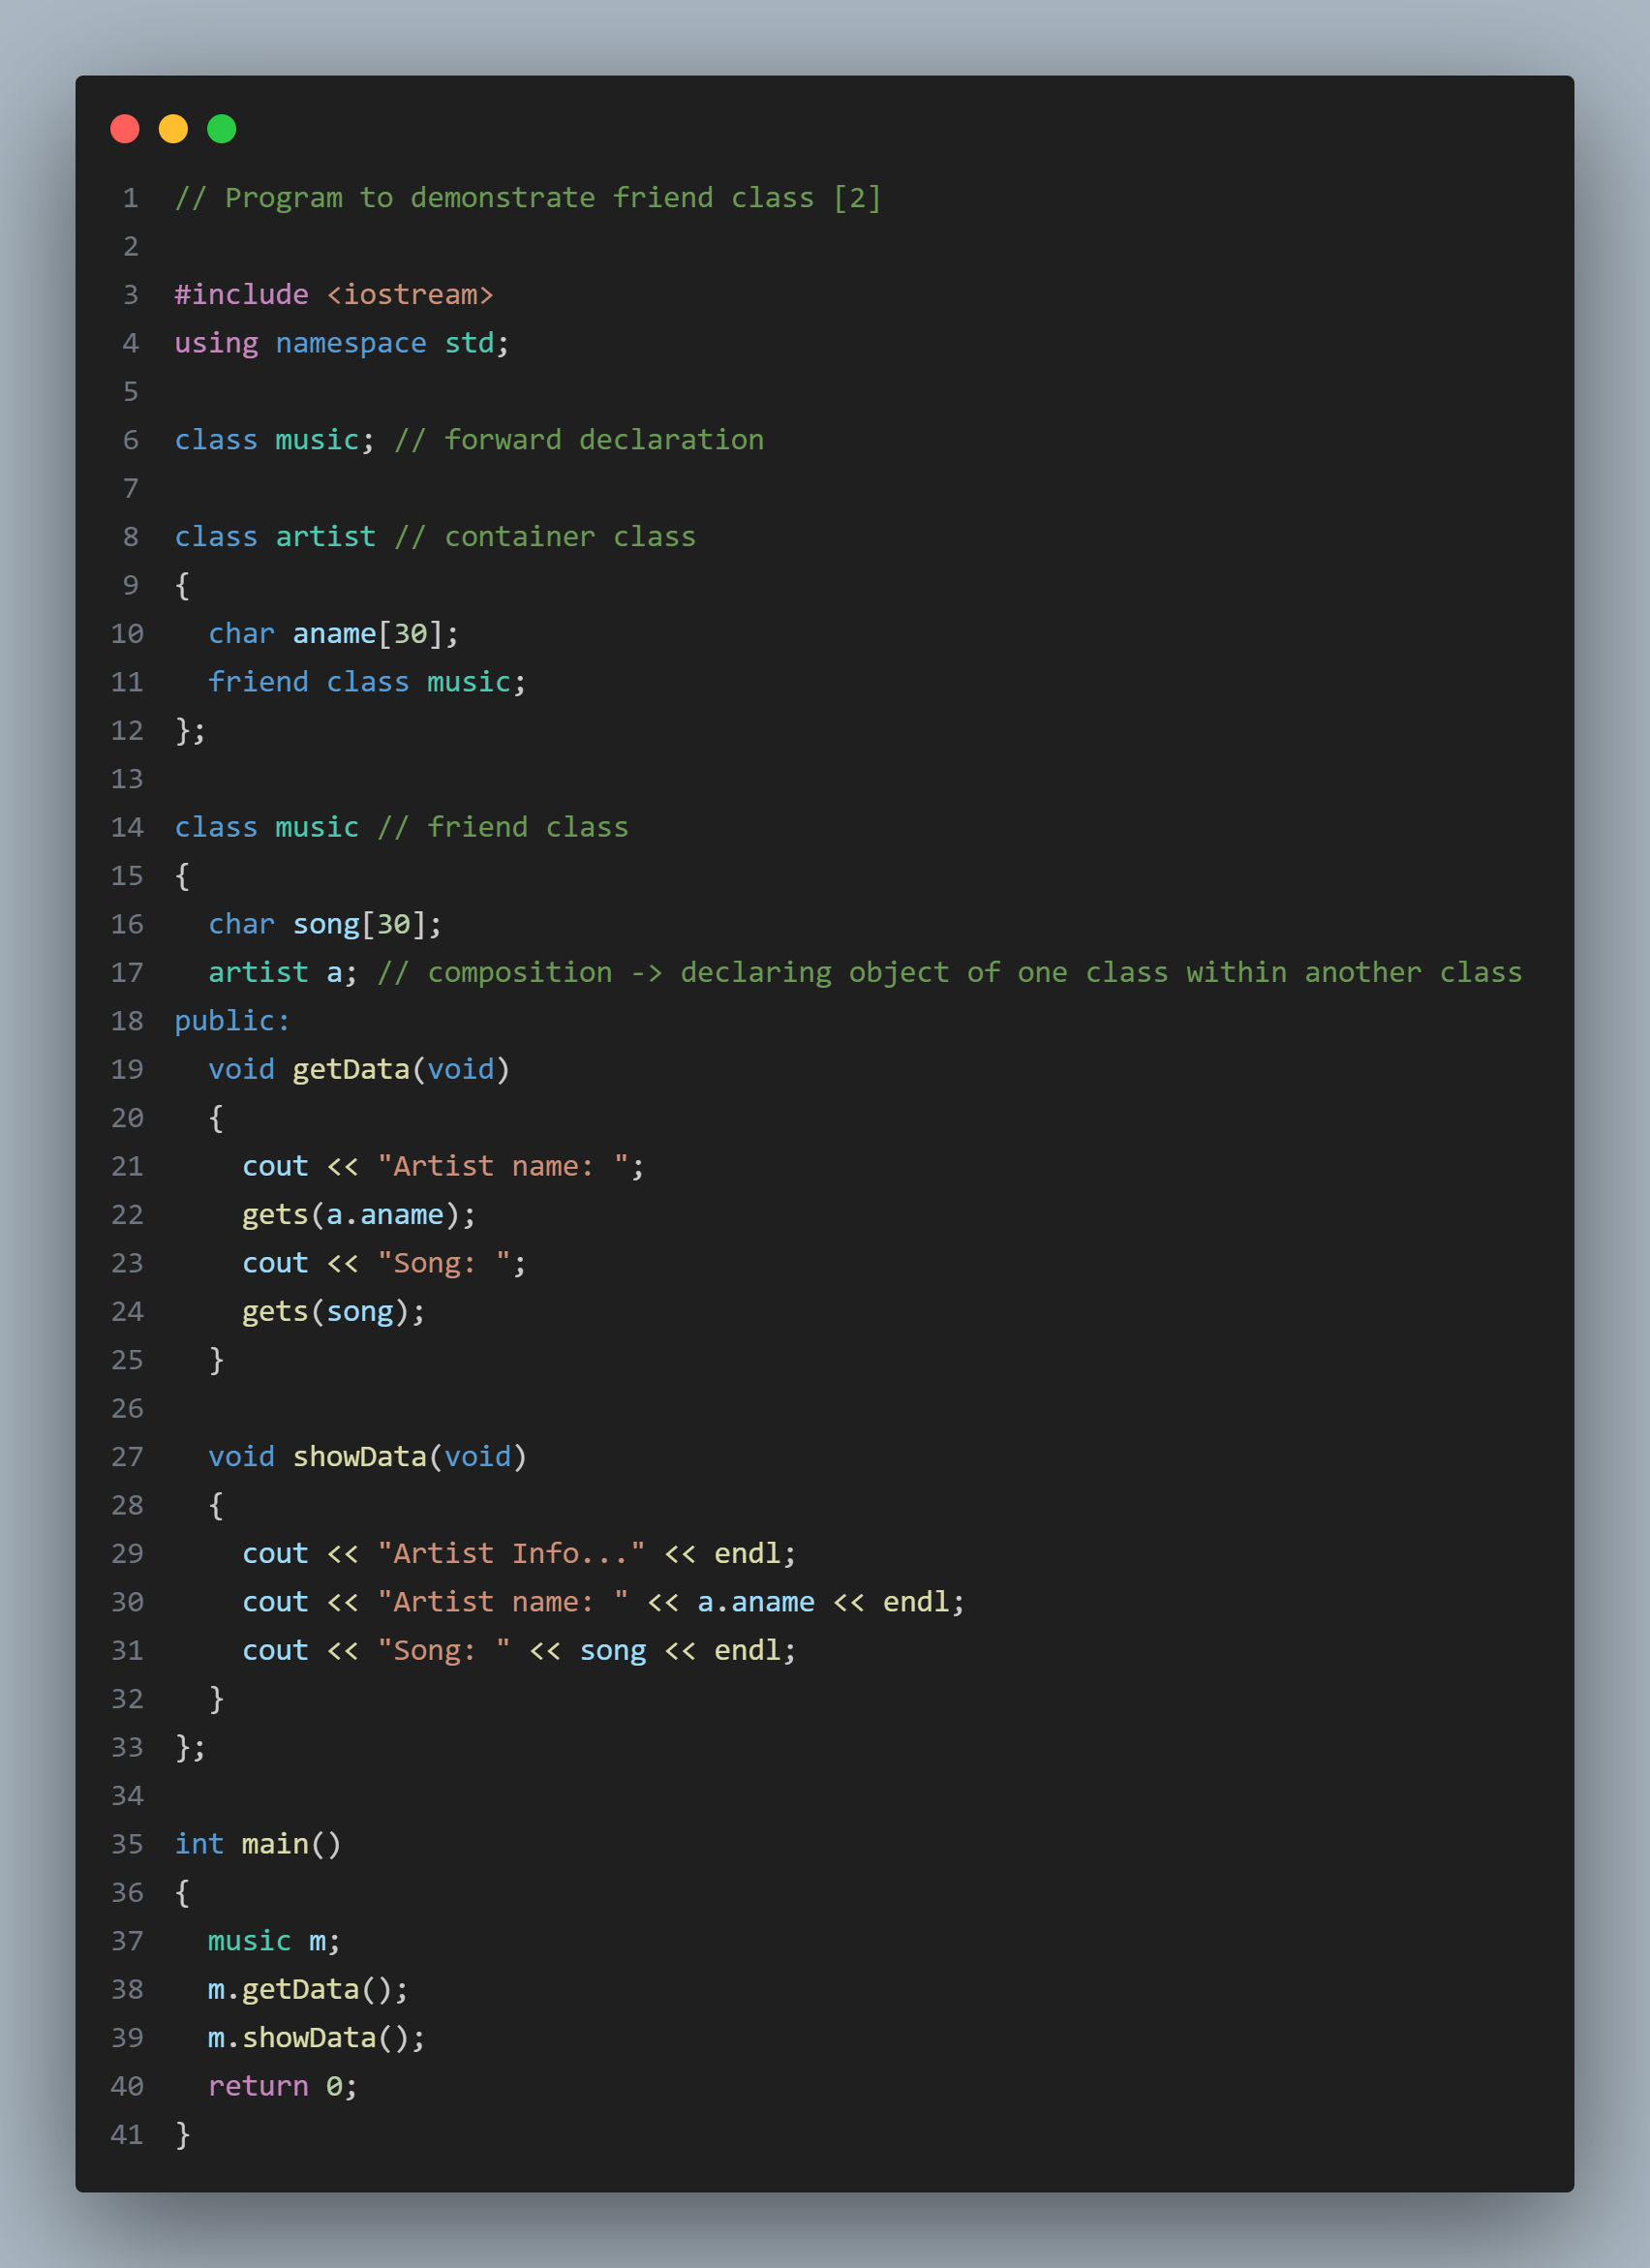 1 // Program to demonstrate friend class [2]
2
3 #include <iostream>
4 using namespace std;
5
6 class music; // forward declaration
7
8 class artist // container class
9 {
10   char aname[30];
11   friend class music;
12 };
13
14 class music // friend class
15 {
16   char song[30];
17   artist a; // composition -> declaring object of one class within another class
18 public:
19   void getData(void)
20   {
21     cout << "Artist name: ";
22     gets(a.aname);
23     cout << "Song: ";
24     gets(song);
25   }
26
27   void showData(void)
28   {
29     cout << "Artist Info..." << endl;
30     cout << "Artist name: " << a.aname << endl;
31     cout << "Song: " << song << endl;
32   }
33 };
34
35 int main()
36 {
37   music m;
38   m.getData();
39   m.showData();
40   return 0;
41 }